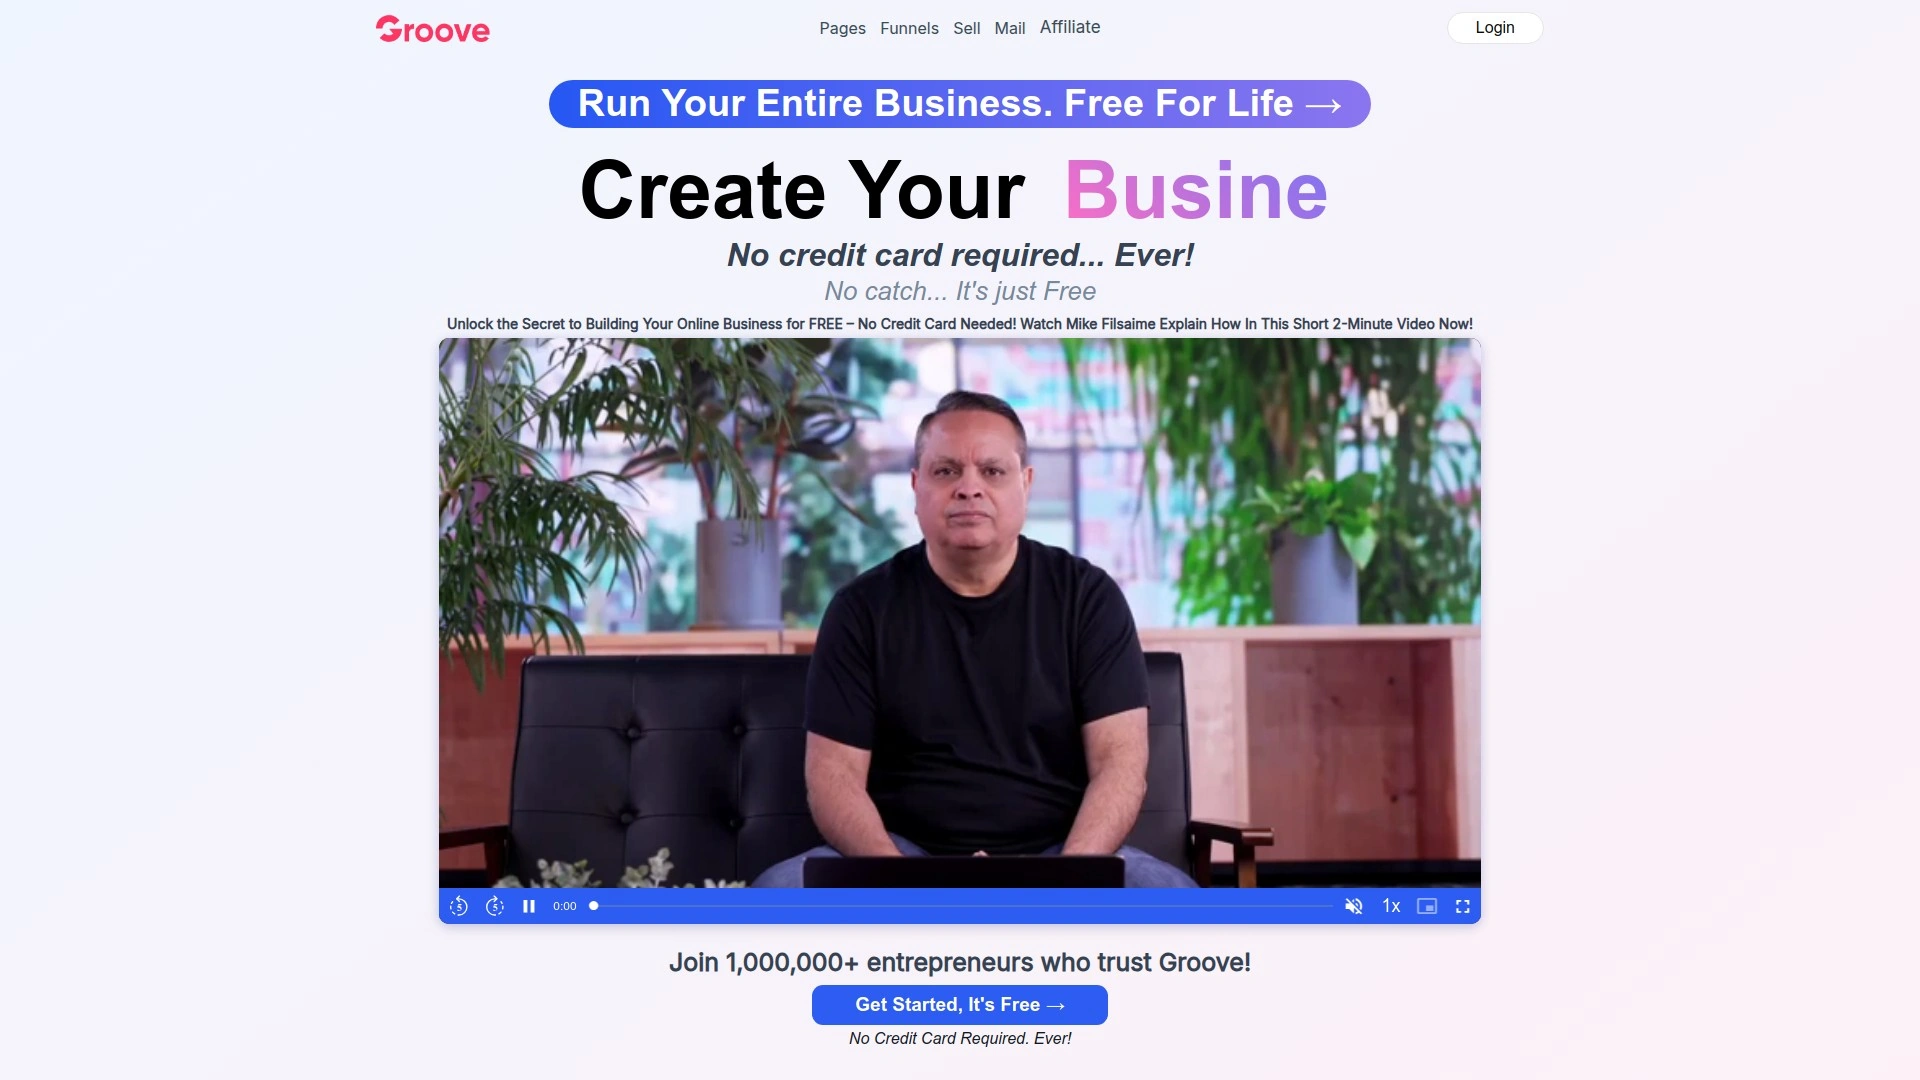 Groove
Pages Funnels Sell Mail Affiliate
Login
Run Your Entire Business. Free For Life →
Create Your Busine
No credit card required... Ever!
No catch... It's just Free
Unlock the Secret to Building Your Online Business for FREE – No Credit Card Needed! Watch Mike Filsaime Explain How In This Short 2-Minute Video Now!
5 5 0:00 1x
Join 1,000,000+ entrepreneurs who trust Groove!
Get Started, It's Free →
No Credit Card Required. Ever!